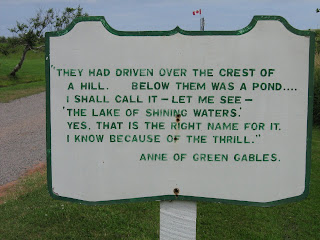 "THEY HAD DRIVEN OVER THE CREST OF
A HILL. BELOW THEM WAS A POND....
I SHALL CALL IT — LET ME SEE —
'THE LAKE OF SHINING WATERS.'
YES, THAT IS THE RIGHT NAME FOR IT.
I KNOW BECAUSE OF THE THRILL."
ANNE OF GREEN GABLES.